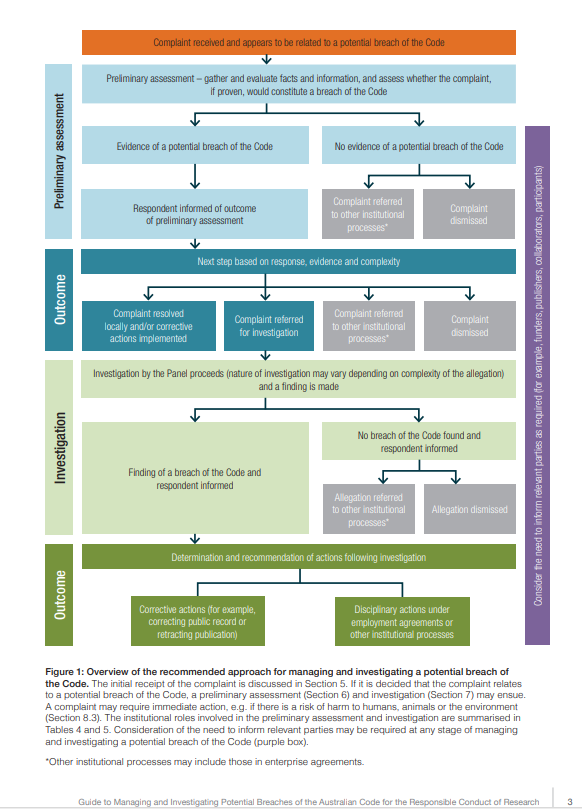 Complaint received and appears to be related to a potential breach of the Code
Preliminary assessment
Preliminary assessment – gather and evaluate facts and information, and assess whether the complaint,
if proven, would constitute a breach of the Code
Evidence of a potential breach of the Code
No evidence of a potential breach of the Code
Respondent informed of outcome
of preliminary assessment
Complaint referred
to other institutional
processes*
Complaint
dismissed
Outcome
Next step based on response, evidence and complexity
Complaint resolved
locally and/or corrective
actions implemented
Complaint referred
for investigation
Complaint referred
to other institutional
processes*
Complaint
dismissed
Investigation
Investigation by the Panel proceeds (nature of investigation may vary depending on complexity of the allegation)
and a finding is made
Finding of a breach of the Code and
respondent informed
No breach of the Code found and
respondent informed
Allegation referred
to other institutional
processes*
Allegation dismissed
Outcome
Determination and recommendation of actions following investigation
Corrective actions (for example,
correcting public record or
retracting publication)
Disciplinary actions under
employment agreements or
other institutional processes
Consider the need to inform relevant parties as required (for example, funders, publishers, collaborators, participants)
Figure 1: Overview of the recommended approach for managing and investigating a potential breach of
the Code. The initial receipt of the complaint is discussed in Section 5. If it is decided that the complaint relates
to a potential breach of the Code, a preliminary assessment (Section 6) and investigation (Section 7) may ensue.
A complaint may require immediate action, e.g. if there is a risk of harm to humans, animals or the environment
(Section 8.3). The institutional roles involved in the preliminary assessment and investigation are summarised in
Tables 4 and 5. Consideration of the need to inform relevant parties may be required at any stage of managing
and investigating a potential breach of the Code (purple box).
*Other institutional processes may include those in enterprise agreements.
Guide to Managing and Investigating Potential Breaches of the Australian Code for the Responsible Conduct of Research 3